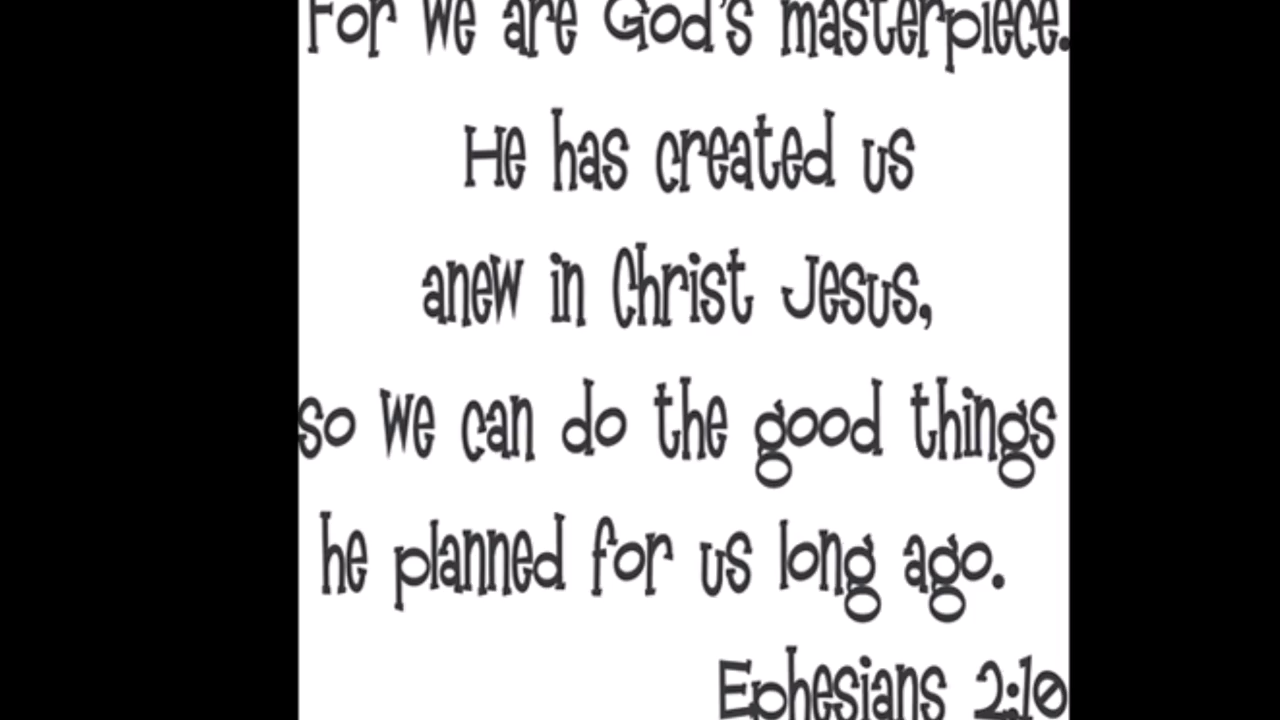 For we are God's masterpiece.
He has created us
anew in Christ Jesus,
so we can do the good things
he planned for us long ago.
Ephesians 2:10